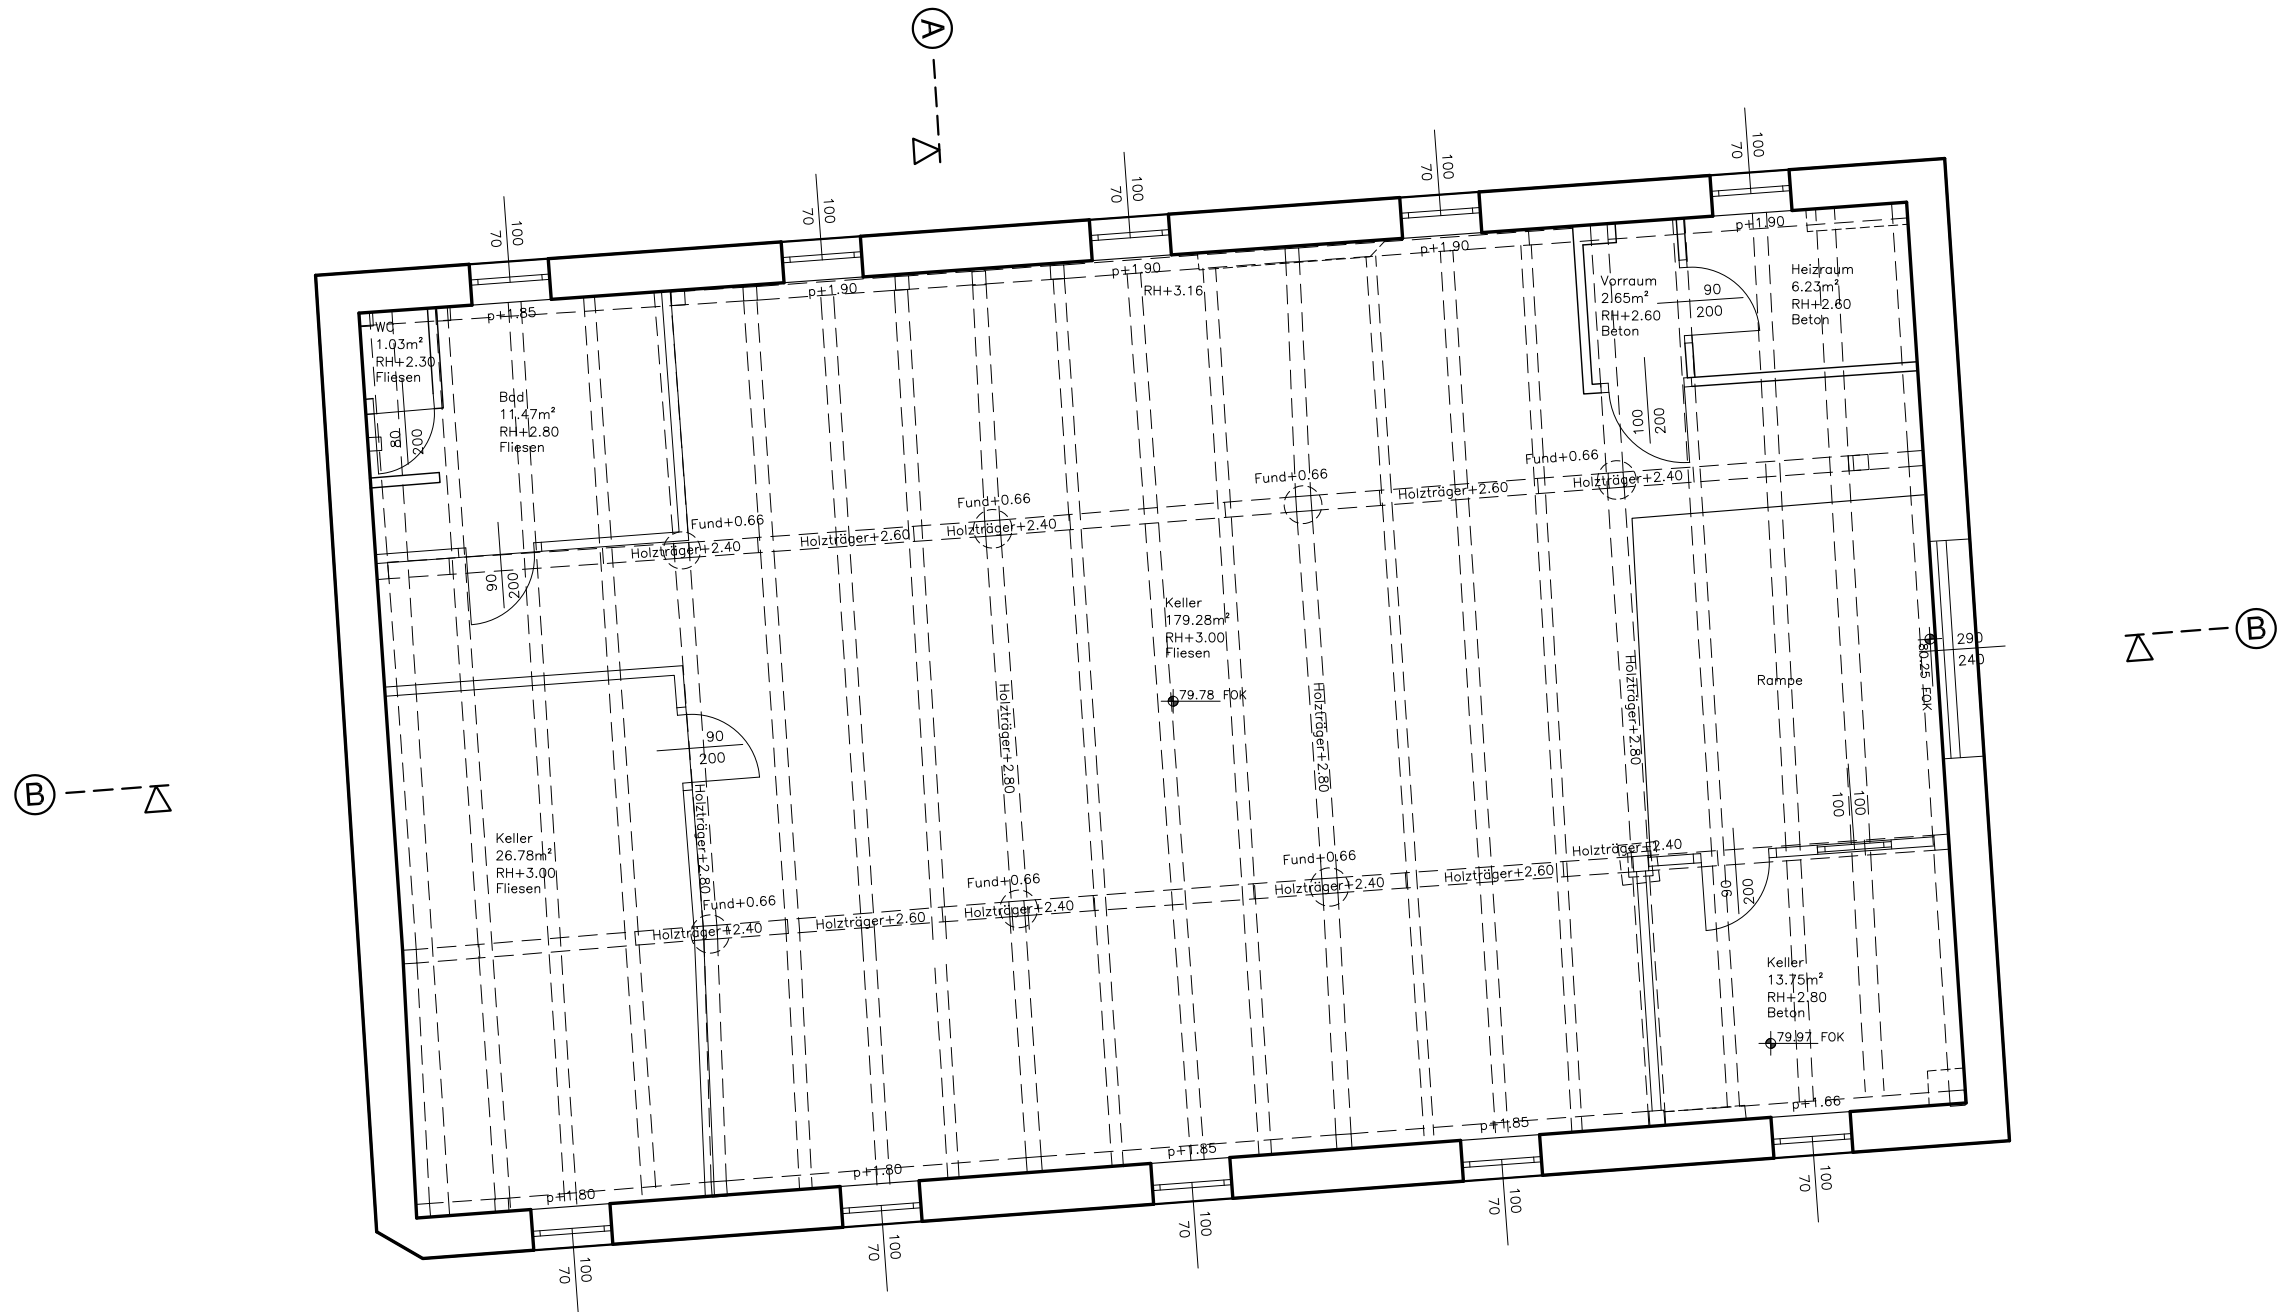 A
100
70
100
70
100
70
100
70
100
70
p+1.85
p+1.90
p+1.90
p+1.90
p+1.90
RH+3.16
WC
1.03m²
RH+2.30
Fliesen
80
200
Bad
11.47m²
RH+2.80
Fliesen
90
200
Vorraum
2.65m²
RH+2.60
Beton
90
200
Heizraum
6.23m²
RH+2.60
Beton
100
200
Fund+0.66
Fund+0.66
Fund+0.66
Fund+0.66
Holzträger+2.40
Holzträger+2.60
Holzträger+2.40
Holzträger+2.60
Holzträger+2.40
Keller
179.28m²
RH+3.00
Fliesen
79.78 FOK
Holzträger+2.80
Holzträger+2.80
Holzträger+2.80
Holzträger+2.80
Rampe
80.25 FOK
290
240
B
B
90
200
Keller
26.78m²
RH+3.00
Fliesen
100
100
Fund+0.66
Fund+0.66
Fund+0.66
Holzträger+2.40
Holzträger+2.60
Holzträger+2.40
Holzträger+2.40
Holzträger+2.60
Holzträger+2.40
90
200
Keller
13.75m²
RH+2.80
Beton
79.97 FOK
p+1.80
p+1.80
p+1.85
p+1.85
p+1.66
100
70
100
70
100
70
100
70
100
70